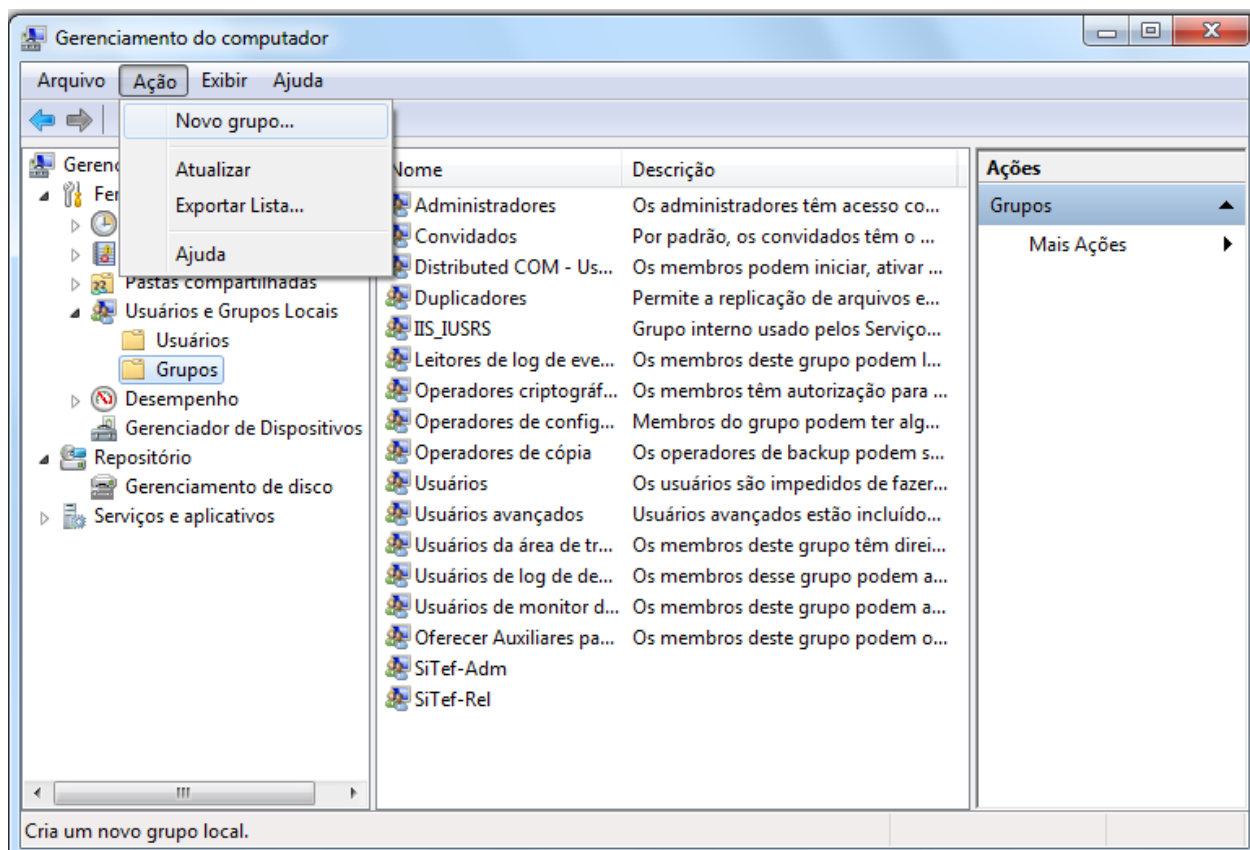 Gerenciamento do computador
Arquivo Ação Exibir Ajuda
Novo grupo...
Atualizar
Exportar Lista...
Ajuda
Gerenc
Fer
Pastas compartilhadas
Usuários e Grupos Locais
Usuários
Grupos
Desempenho
Gerenciador de Dispositivos
Repositório
Gerenciamento de disco
Serviços e aplicativos
Nome Descrição
Administradores Os administradores têm acesso co...
Convidados Por padrão, os convidados têm o ...
Distributed COM - Us... Os membros podem iniciar, ativar ...
Duplicadores Permite a replicação de arquivos e...
IIS_IUSRS Grupo interno usado pelos Serviço...
Leitores de log de eve... Os membros deste grupo podem l...
Operadores criptográf... Os membros têm autorização para ...
Operadores de config... Membros do grupo podem ter alg...
Operadores de cópia Os operadores de backup podem s...
Usuários Os usuários são impedidos de fazer...
Usuários avançados Usuários avançados estão incluído...
Usuários da área de tr... Os membros deste grupo têm direi...
Usuários de log de de... Os membros desse grupo podem a...
Usuários de monitor d... Os membros deste grupo podem a...
Oferecer Auxiliares pa... Os membros deste grupo podem o...
SiTef-Adm
SiTef-Rel
Ações
Grupos
Mais Ações
Cria um novo grupo local.